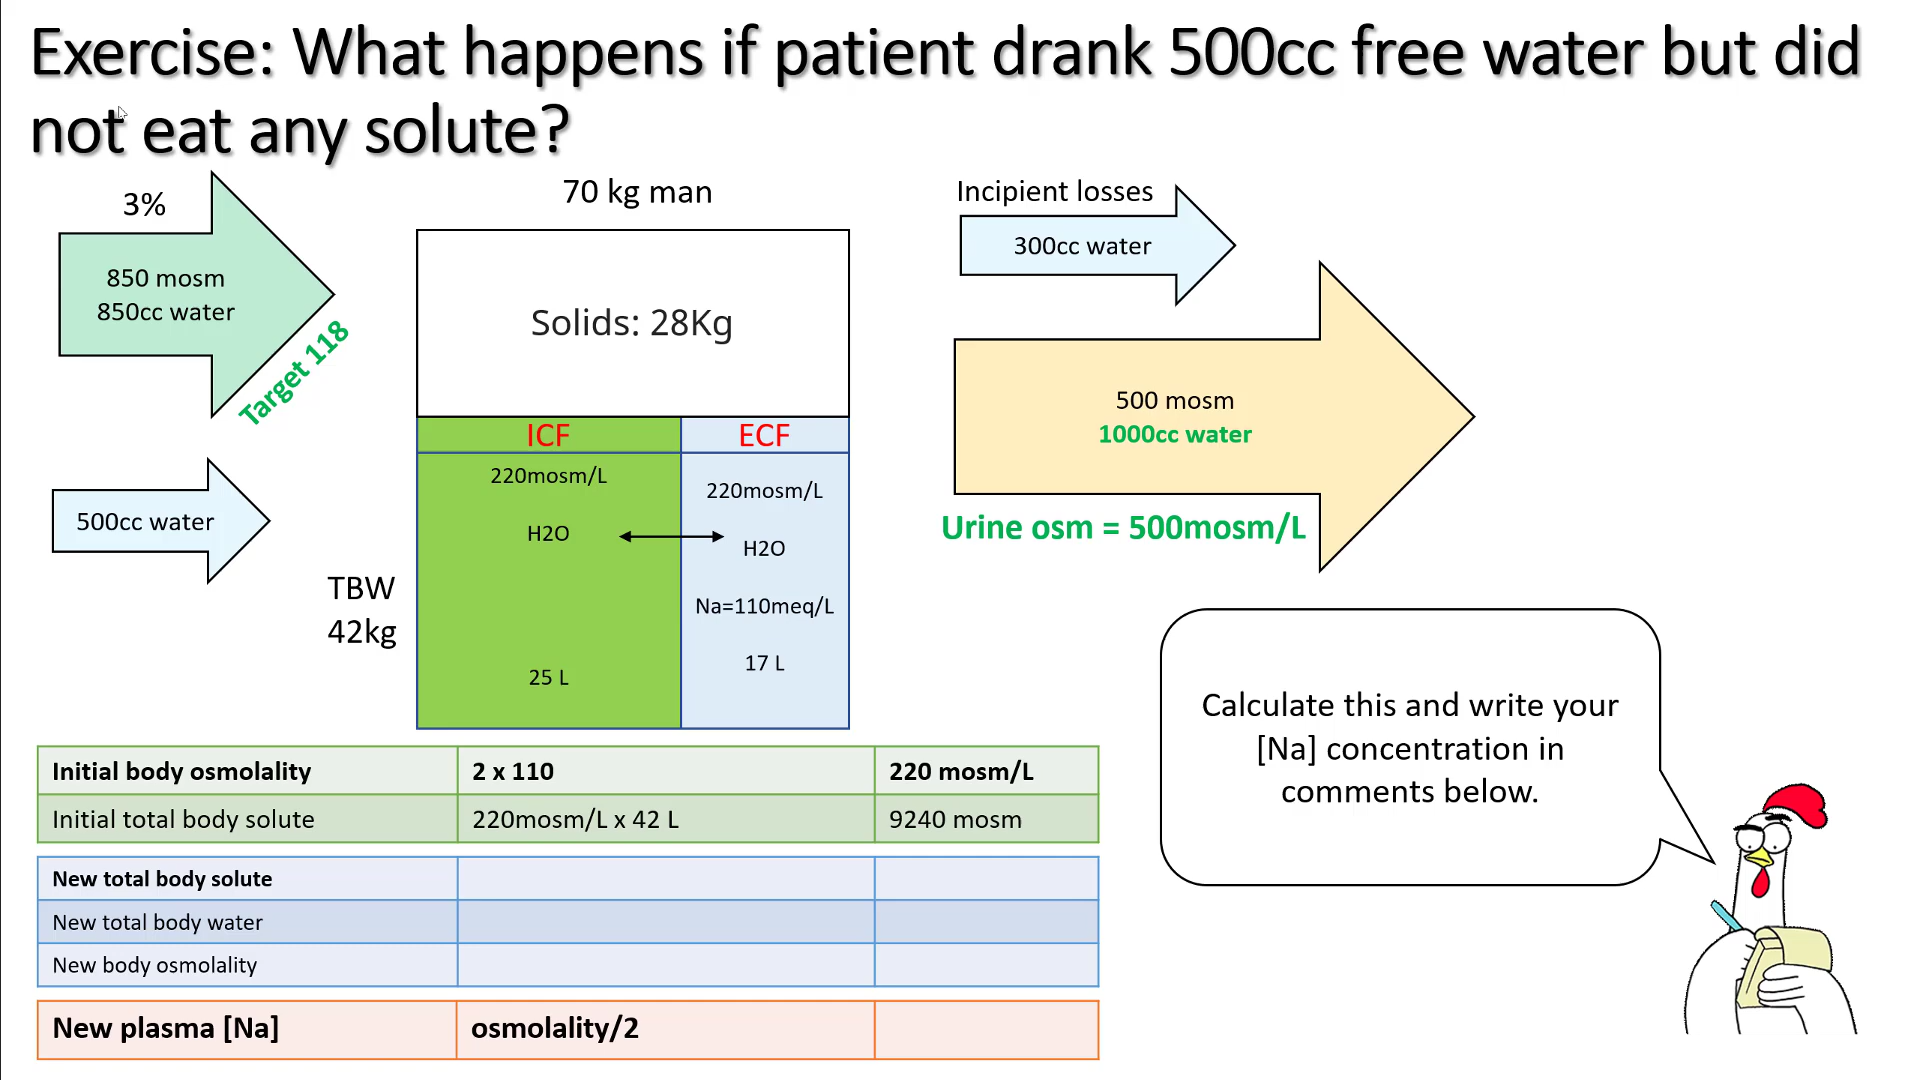 Exercise: What happens if patient drank 500cc free water but did
not eat any solute?
3%
850 mosm
850cc water
Target 118
500cc water
70 kg man
Solids: 28Kg
ICF
ECF
220mosm/L
220mosm/L
H2O
H2O
Na=110meq/L
25 L
17 L
TBW
42kg
Incipient losses
300cc water
500 mosm
1000cc water
Urine osm = 500mosm/L
Calculate this and write your
[Na] concentration in
comments below.
Initial body osmolality 2 x 110 220 mosm/L
Initial total body solute 220mosm/L x 42 L 9240 mosm
New total body solute
New total body water
New body osmolality
New plasma [Na] osmolality/2